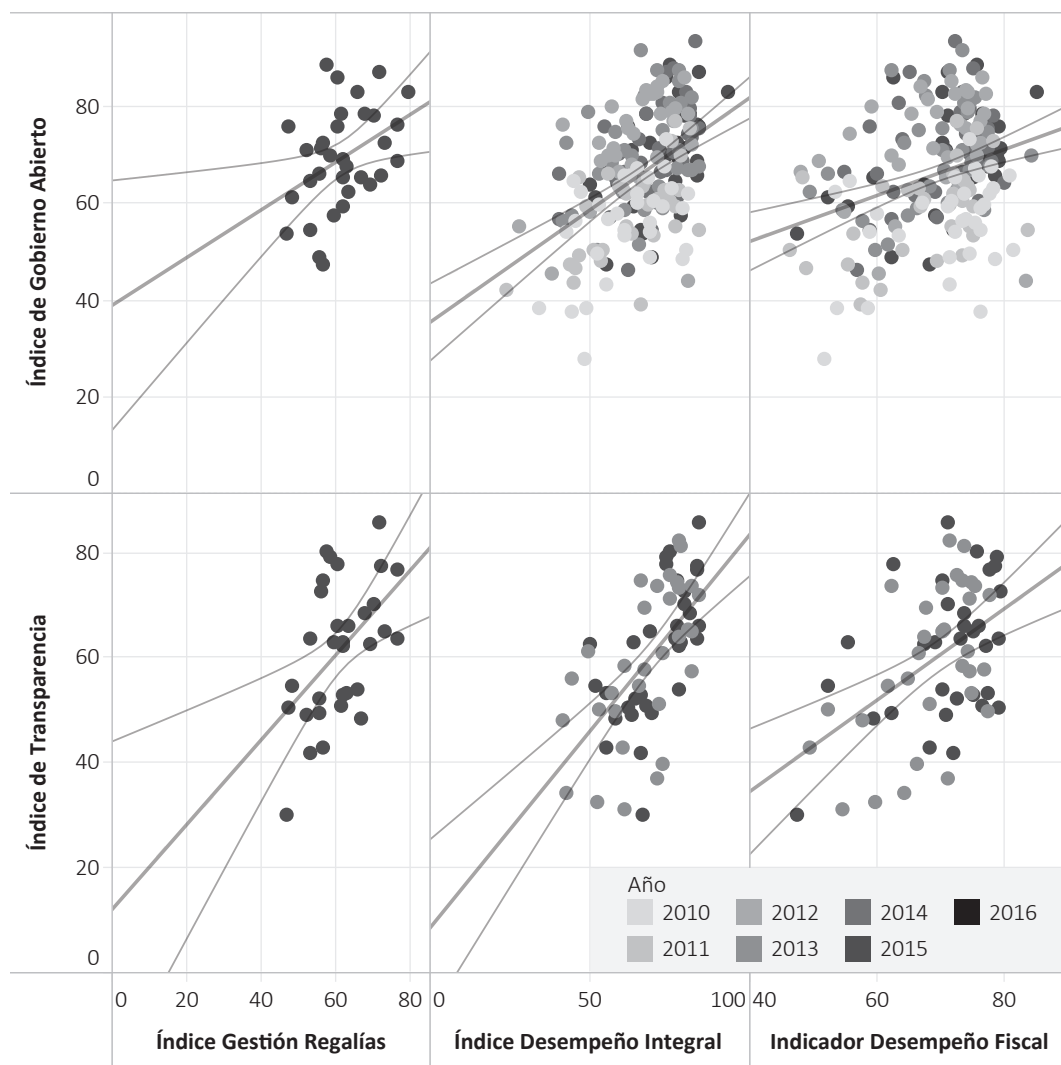 Índice de Gobierno Abierto
80
60
40
20
0
Índice de Transparencia
80
60
40
20
0
Año
2010 2012 2014 2016
2011 2013 2015
0 20 40 60 80 0 50 100 40 60 80
Índice Gestión Regalías Índice Desempeño Integral Indicador Desempeño Fiscal